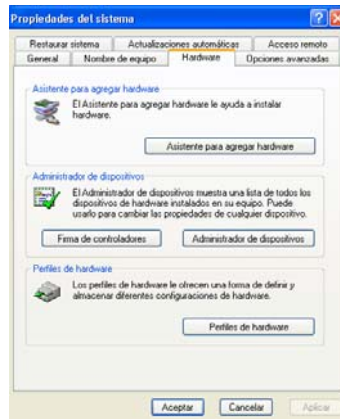 Propiedades del sistema
Restaurar sistema Actualizaciones automáticas Acceso remoto
General Nombre de equipo Hardware Opciones avanzadas
Asistente para agregar hardware
El Asistente para agregar hardware le ayuda a instalar
hardware.
Asistente para agregar hardware
Administrador de dispositivos
El Administrador de dispositivos muestra una lista de todos los
dispositivos de hardware instalados en su equipo. Puede
usarlo para cambiar las propiedades de cualquier dispositivo.
Firma de controladores Administrador de dispositivos
Perfiles de hardware
Los perfiles de hardware le ofrecen una forma de definir y
almacenar diferentes configuraciones de hardware.
Perfiles de hardware
Aceptar Cancelar Aplicar